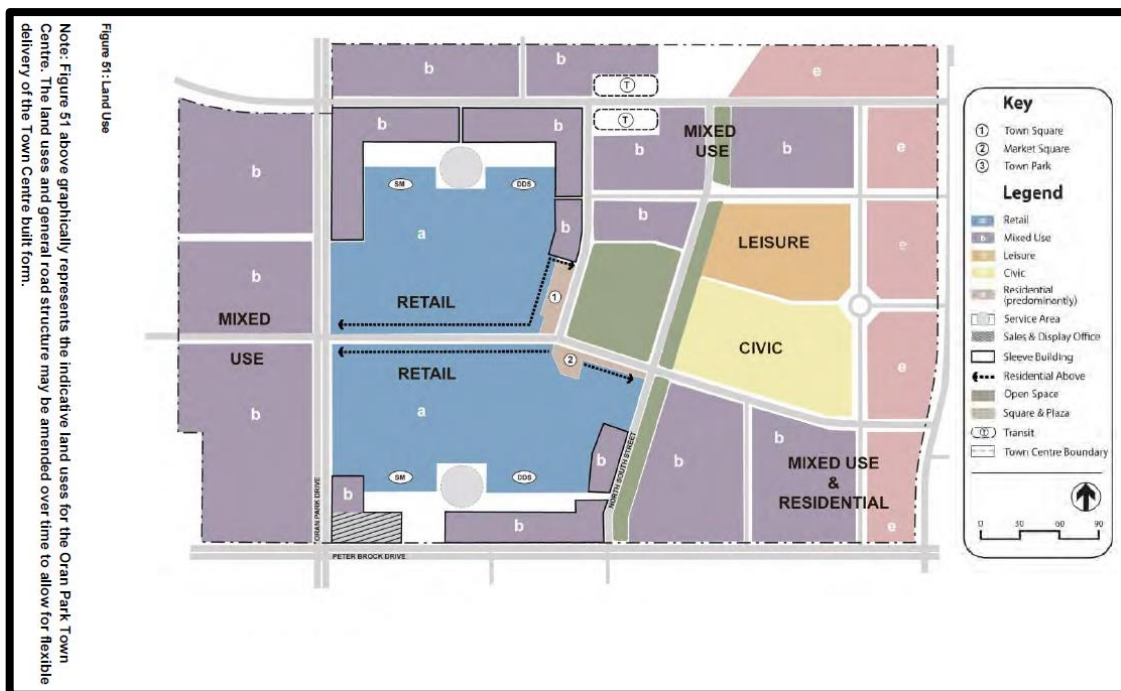 Figure 51: Land Use
Note: Figure 51 above graphically represents the indicative land uses for the Oran Park Town
Centre. The land uses and general road structure may be amended over time to allow for flexible
delivery of the Town Centre built form.
b
b
e
T
T
MIXED
USE
b
b
b
b
b
b
e
SM
DDS
a
b
b
LEISURE
e
b
RETAIL
1
MIXED
USE
CIVIC
RETAIL
2
e
b
a
b
b
MIXED USE
&
RESIDENTIAL
e
SM
DDS
b
b
b
NORTH SOUTH STREET
ORAN PARK DRIVE
PETER BROCK DRIVE
Key
1 Town Square
2 Market Square
3 Town Park
Legend
a Retail
b Mixed Use
c Leisure
d Civic
e Residential
(predominantly)
Service Area
Sales & Display Office
Sleeve Building
Residential Above
Open Space
Square & Plaza
T Transit
Town Centre Boundary
0 30 60 90